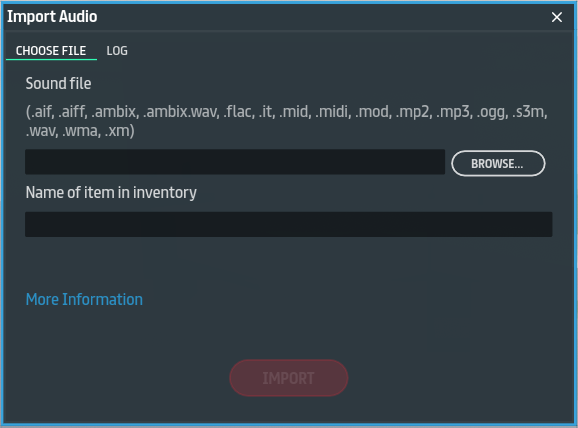 Import Audio
CHOOSE FILE LOG
Sound file
(.aif, .aiff, .ambix, .ambix.wav, .flac, .it, .mid, .midi, .mod, .mp2, .mp3, .ogg, .s3m,
.wav, .wma, .xm)
BROWSE...
Name of item in inventory
More Information
IMPORT